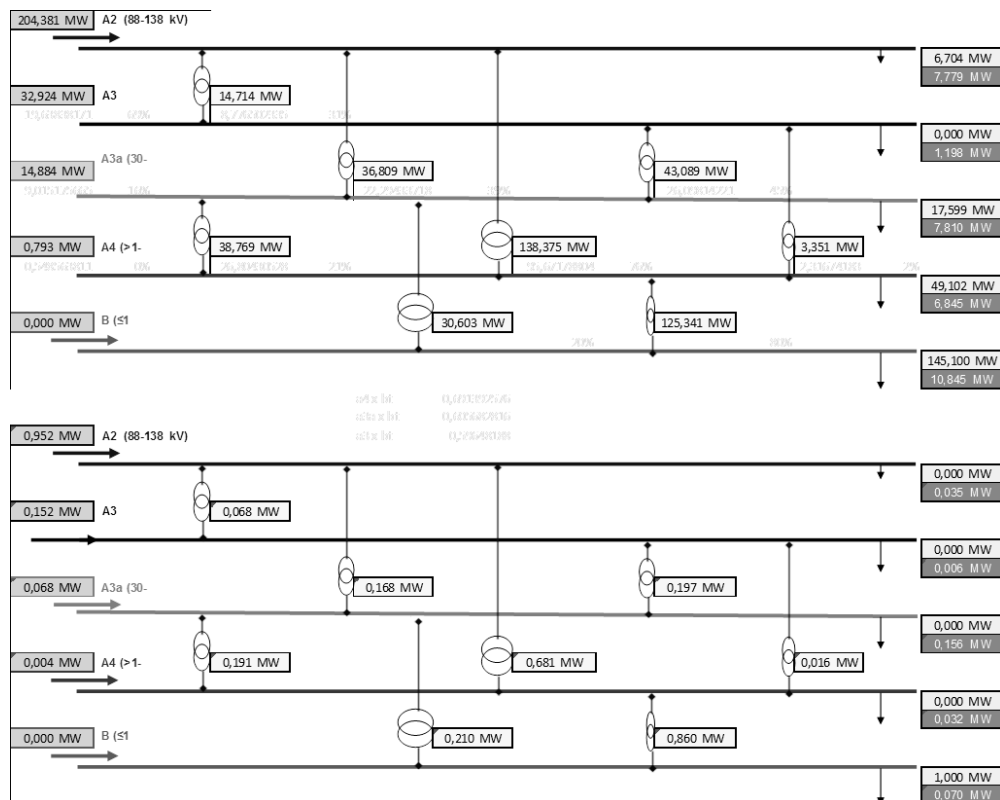 204,381 MW A2 (88-138 kV)
6,704 MW
7,779 MW
32,924 MW A3 14,714 MW
0,000 MW
1,198 MW
A3a (30-
14,884 MW 36,809 MW 43,089 MW
17,599 MW
7,810 MW
0,793 MW A4 (>1- 38,769 MW 138,375 MW 3,351 MW
49,102 MW
6,845 MW
0,000 MW B (≤1 30,603 MW 125,341 MW
145,100 MW
10,845 MW
0,952 MW A2 (88-138 kV)
0,000 MW
0,035 MW
0,152 MW A3 0,068 MW
0,000 MW
0,006 MW
0,068 MW A3a (30- 0,168 MW 0,197 MW
0,000 MW
0,156 MW
0,004 MW A4 (>1- 0,191 MW 0,681 MW 0,016 MW
0,000 MW
0,032 MW
0,000 MW B (≤1 0,210 MW 0,860 MW
1,000 MW
0,070 MW